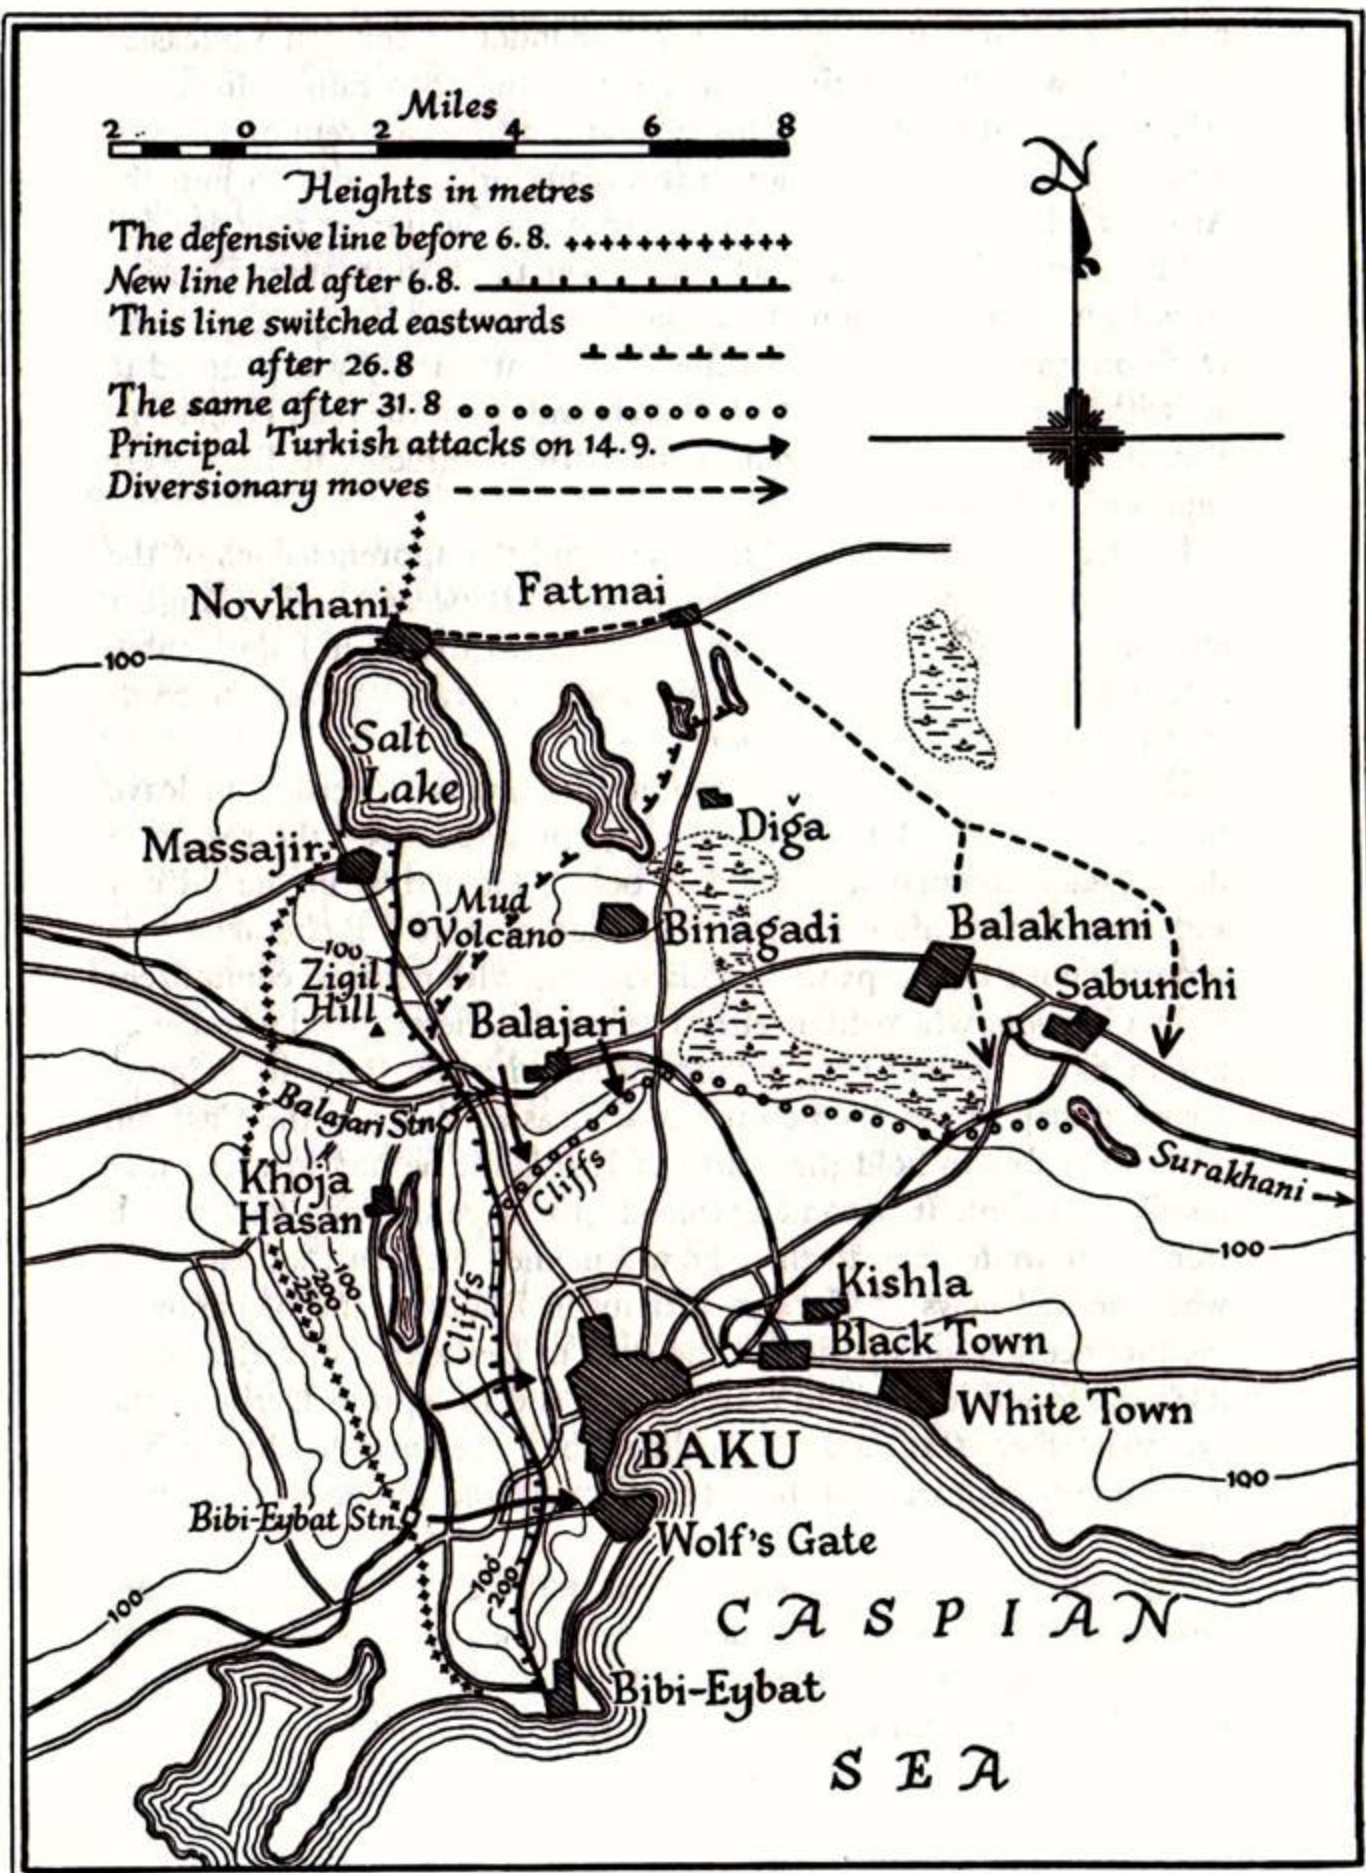 Miles
2 0 2 4 6 8
Heights in metres
The defensive line before 6.8.
New line held after 6.8.
This line switched eastwards
after 26.8
The same after 31.8
Principal Turkish attacks on 14.9.
Diversionary moves
N
Novkhani
Fatmai
100
Salt
Lake
Massajir
Diğa
Mud
Volcano
Binagadi
Balakhani
100
Zigil
Hill
Sabunchi
Balajari
Balajari Stn.
Khoja
Hasan
Cliffs
Surakhani
100
250
200
100
Cliffs
Kishla
Black Town
White Town
BAKU
100
Bibi-Eybat Stn.
Wolf's Gate
100
200
100
CASPIAN
Bibi-Eybat
SEA